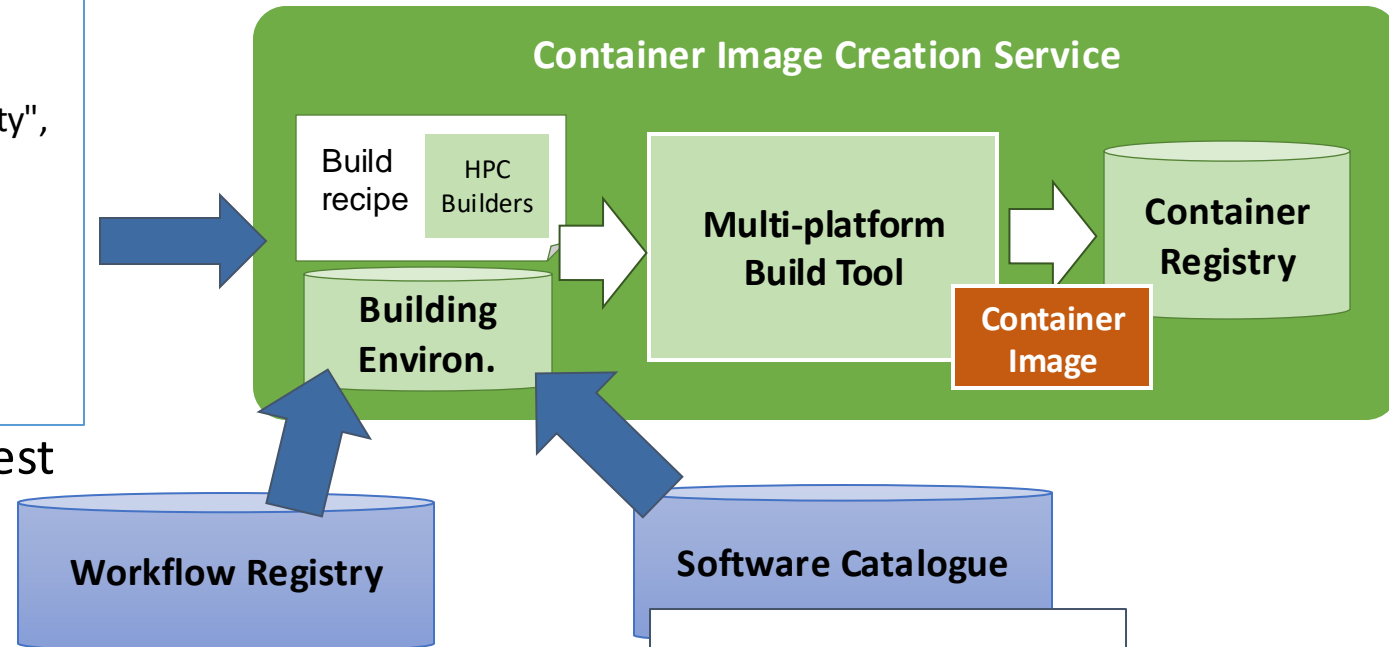 Container Image Creation Service
ty",
Build
recipe
HPC
Builders
Multi-platform
Build Tool
Container
Registry
Building
Environ.
Container
Image
est
Workflow Registry
Software Catalogue